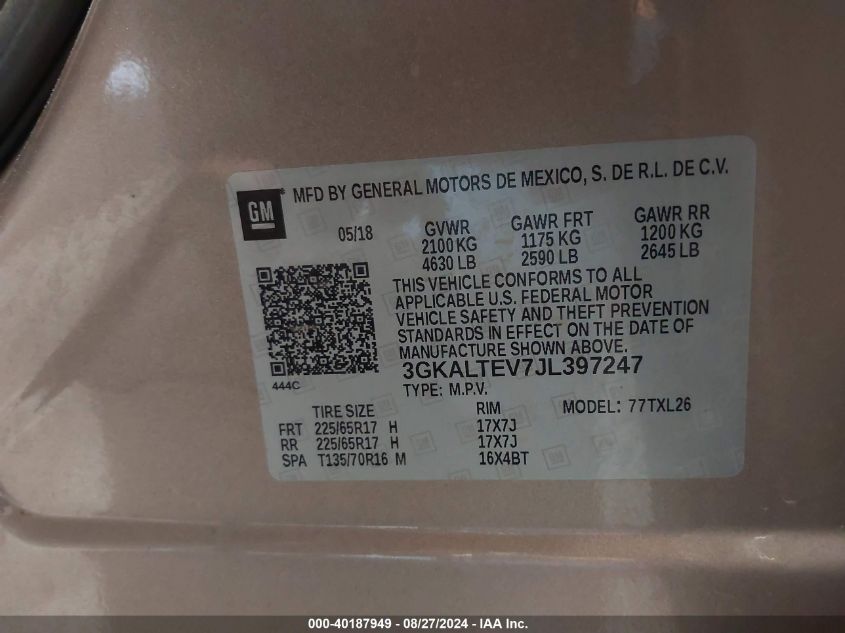 GM
MFD BY GENERAL MOTORS DE MEXICO, S. DE R.L. DE C.V.
05/18 GVWR GAWR FRT GAWR RR
2100 KG 1175 KG 1200 KG
4630 LB 2590 LB 2645 LB
THIS VEHICLE CONFORMS TO ALL
APPLICABLE U.S. FEDERAL MOTOR
VEHICLE SAFETY AND THEFT PREVENTION
STANDARDS IN EFFECT ON THE DATE OF
MANUFACTURE SHOWN ABOVE.
444C
3GKALTEV7JL397247
TYPE: M.P.V. MODEL: 77TXL26
TIRE SIZE RIM
FRT 225/65R17 H 17X7J
RR 225/65R17 H 17X7J
SPA T135/70R16 M 16X4BT
000-40187949 - 08/27/2024 - IAAI Inc.